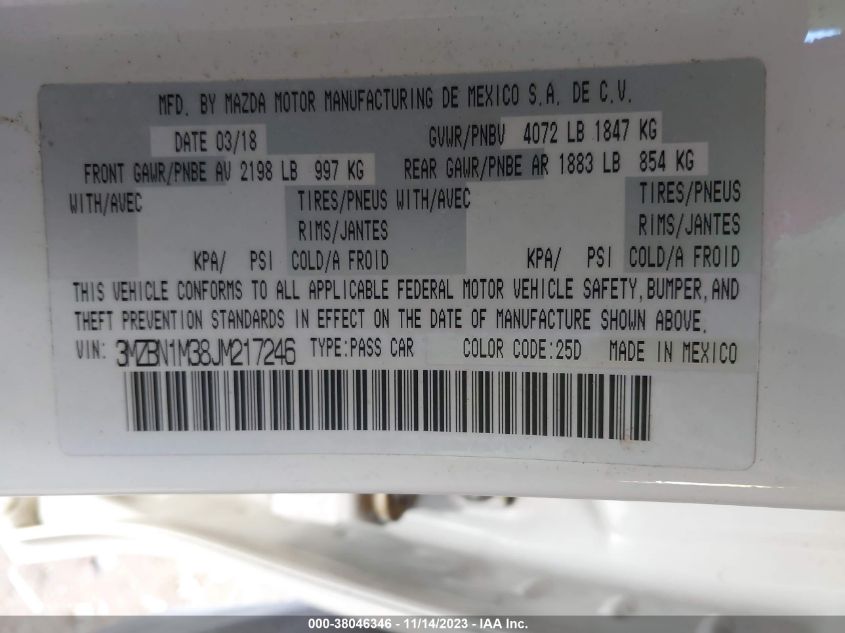 MFD. BY MAZDA MOTOR MANUFACTURING DE MEXICO S.A. DE C.V.
DATE 03/18 GVWR/PNBV 4072 LB 1847 KG
FRONT GAWR/PNBE AV 2198 LB 997 KG REAR GAWR/PNBE AR 1883 LB 854 KG
WITH/AVEC TIRES/PNEUS WITH/AVEC TIRES/PNEUS
RIMS/JANTES RIMS/JANTES
KPA/ PSI COLD/A FROID KPA/ PSI COLD/A FROID
THIS VEHICLE CONFORMS TO ALL APPLICABLE FEDERAL MOTOR VEHICLE SAFETY, BUMPER, AND
THEFT PREVENTION STANDARDS IN EFFECT ON THE DATE OF MANUFACTURE SHOWN ABOVE.
VIN: 3MZBN1M38JM217246 TYPE:PASS CAR COLOR CODE:25D MADE IN MEXICO
000-38046346 - 11/14/2023 - IAA Inc.